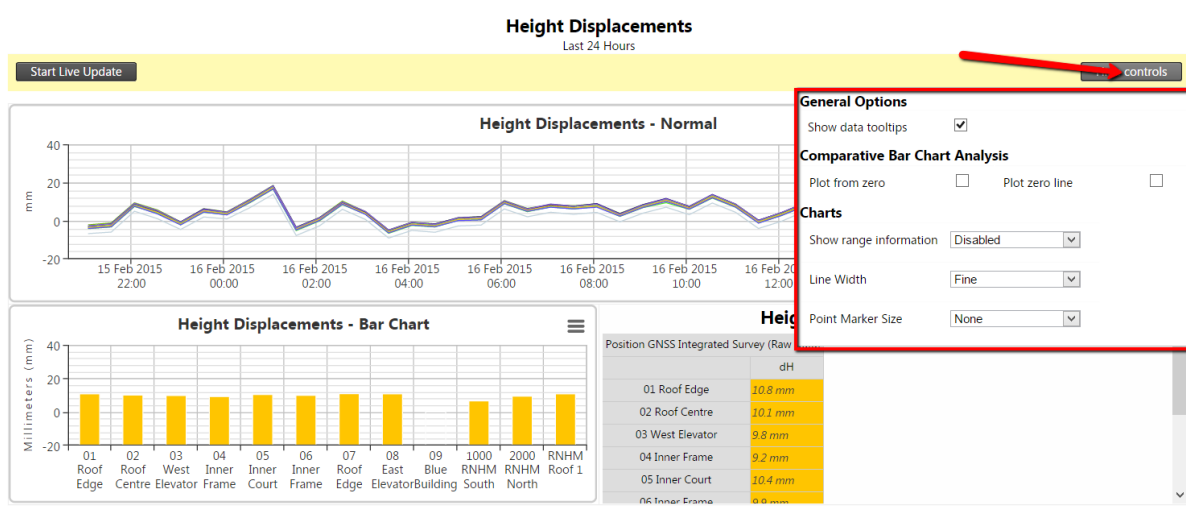 Height Displacements
Last 24 Hours
Start Live Update
controls
General Options
Show data tooltips
Comparative Bar Chart Analysis
Plot from zero
Plot zero line
Charts
Show range information
Disabled
Line Width
Fine
Point Marker Size
None
Height Displacements - Normal
mm
40
20
0
-20
15 Feb 2015 16 Feb 2015 16 Feb 2015 16 Feb 2015 16 Feb 2015 16 Feb 2015 16 Feb 2015 16 Feb 20
22:00 00:00 02:00 04:00 06:00 08:00 10:00 12:00
Height Displacements - Bar Chart
Millimeters (mm)
40
20
0
-20
01 Roof Edge
02 Roof Centre
03 West Elevator
04 Inner Frame
05 Inner Court
06 Inner Frame
07 Roof Edge
08 East Elevator
09 Blue Building
1000 RNHM South
2000 RNHM North
RNHM Roof 1
Heig
Position GNSS Integrated Survey (Raw
dH
01 Roof Edge 10.8 mm
02 Roof Centre 10.1 mm
03 West Elevator 9.8 mm
04 Inner Frame 9.2 mm
05 Inner Court 10.4 mm
06 Inner Frame 9.9 mm